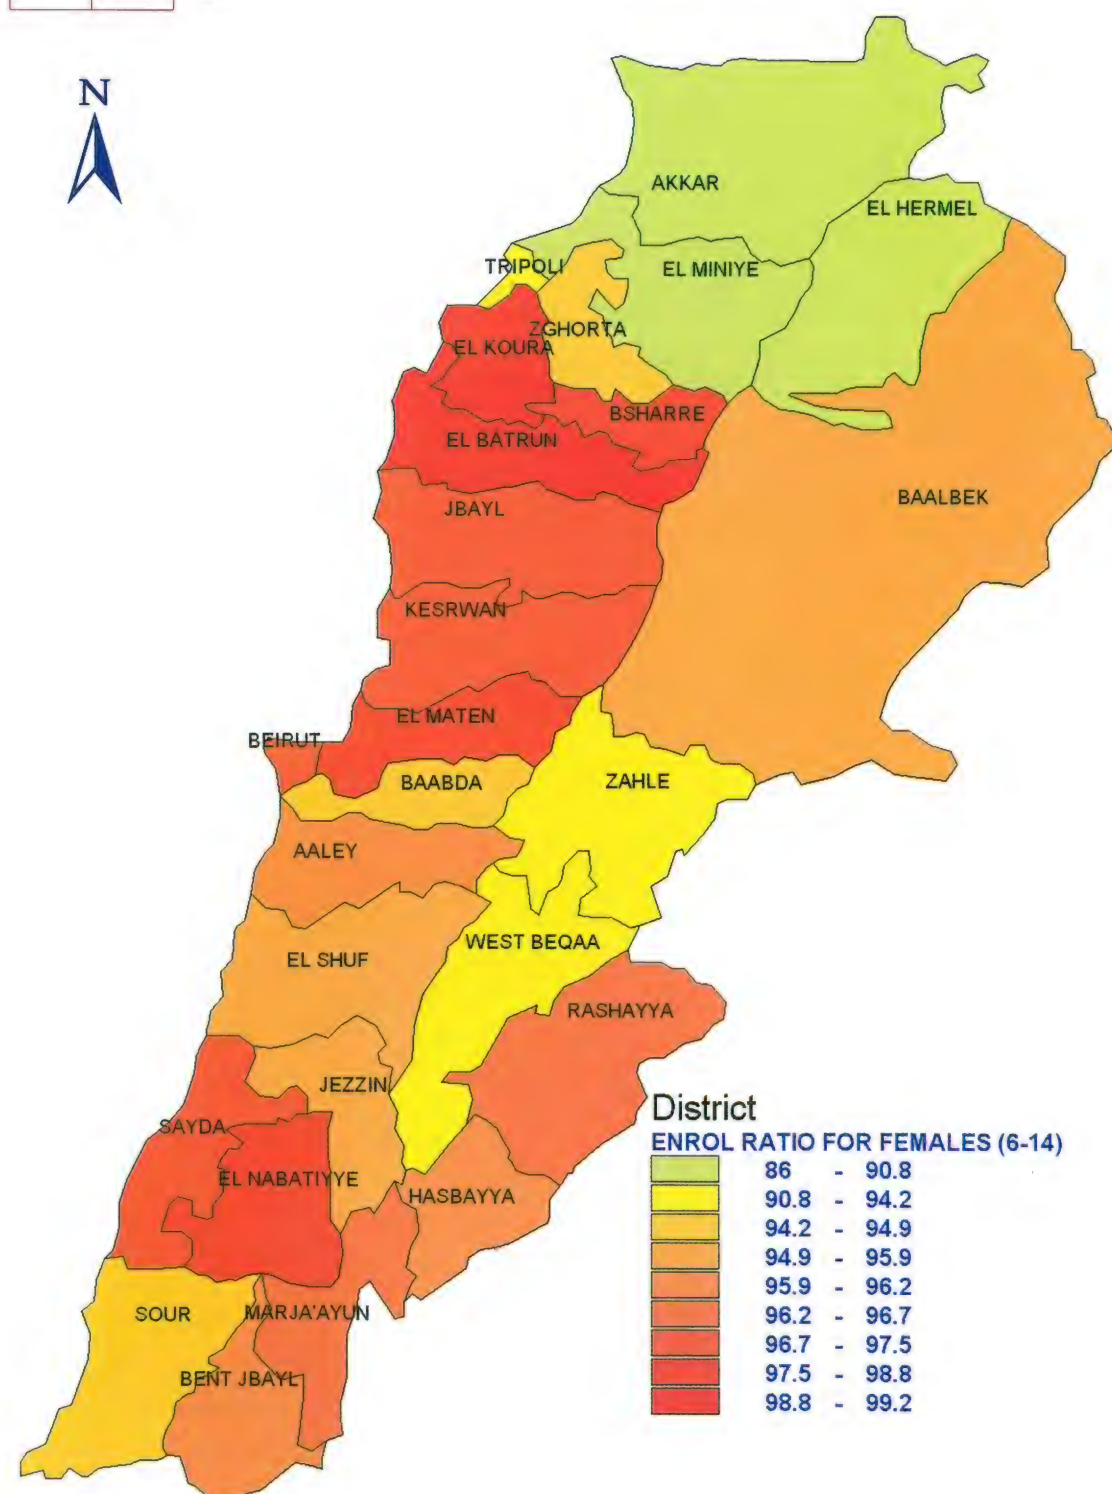 N
AKKAR
EL HERMEL
TRIPOLI
EL MINIYE
ZGHORTA
EL KOURA
BSHARRE
EL BATRUN
BAALBEK
JBAYL
KESRWAN
EL MATEN
BEIRUT
BAABDA
ZAHLE
AALEY
WEST BEQAA
EL SHUF
RASHAYYA
JEZZIN
SAYDA
EL NABATIYYE
HASBAYYA
SOUR
MARJA'AYUN
BENT JBAYL
District
ENROL RATIO FOR FEMALES (6-14)
86 - 90.8
90.8 - 94.2
94.2 - 94.9
94.9 - 95.9
95.9 - 96.2
96.2 - 96.7
96.7 - 97.5
97.5 - 98.8
98.8 - 99.2